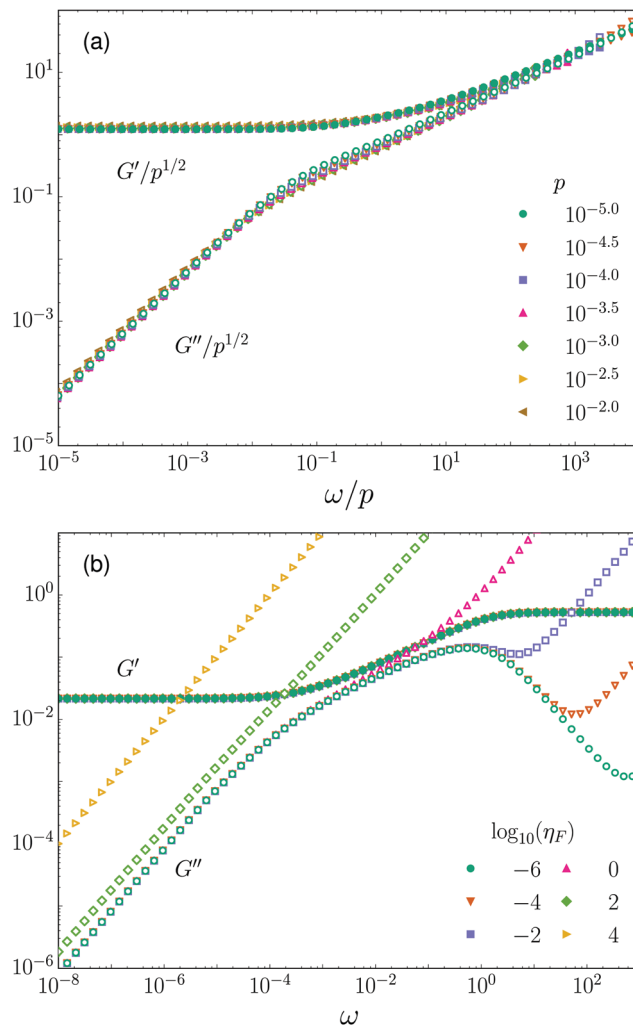 (a)
10¹
10⁻¹
10⁻³
10⁻⁵
G′/p^{1/2}
G″/p^{1/2}
p
10^{−5.0}
10^{−4.5}
10^{−4.0}
10^{−3.5}
10^{−3.0}
10^{−2.5}
10^{−2.0}
10⁻⁵ 10⁻³ 10⁻¹ 10¹ 10³
ω/p
(b)
10⁰
10⁻²
10⁻⁴
10⁻⁶
G′
G″
log₁₀(η_F)
−6 0
−4 2
−2 4
10⁻⁸ 10⁻⁶ 10⁻⁴ 10⁻² 10⁰ 10²
ω